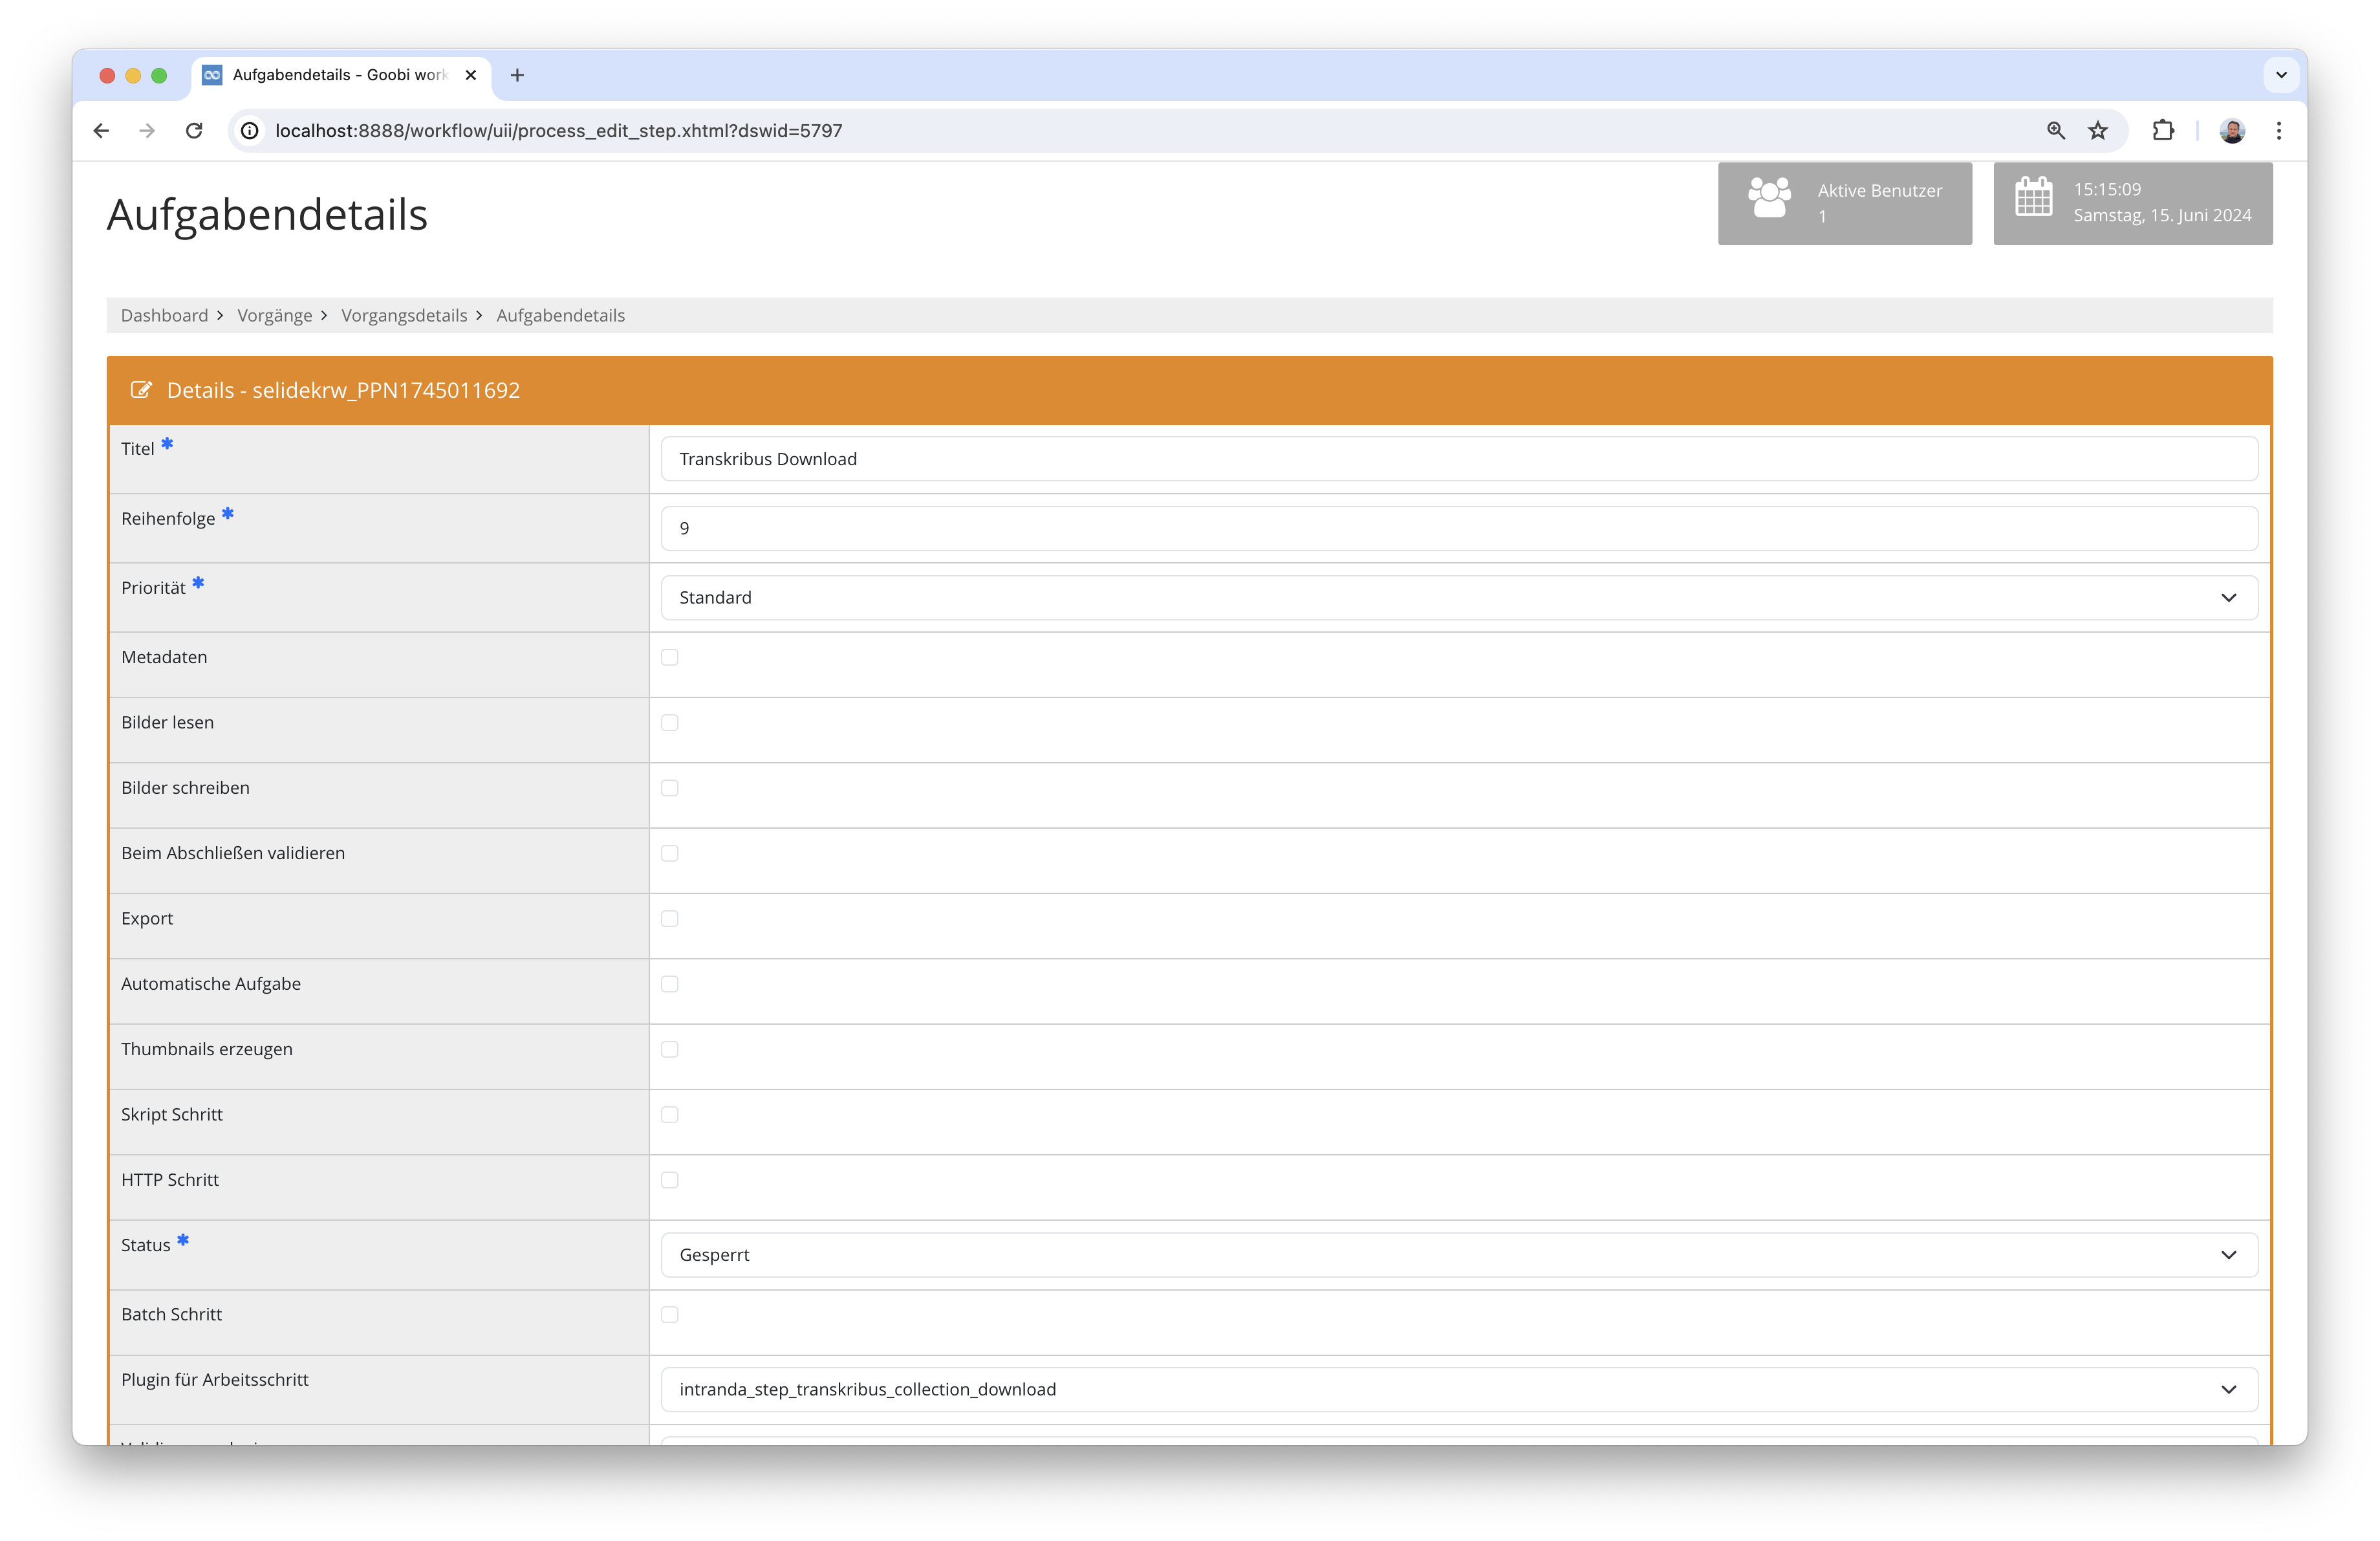 Aufgabendetails - Goobi work
localhost:8888/workflow/uii/process_edit_step.xhtml?dswid=5797
Aufgabendetails
Aktive Benutzer
1
15:15:09
Samstag, 15. Juni 2024
Dashboard > Vorgänge > Vorgangsdetails > Aufgabendetails
Details - selidekrw_PPN1745011692
Titel *
Transkribus Download
Reihenfolge *
9
Priorität *
Standard
Metadaten
Bilder lesen
Bilder schreiben
Beim Abschließen validieren
Export
Automatische Aufgabe
Thumbnails erzeugen
Skript Schritt
HTTP Schritt
Status *
Gesperrt
Batch Schritt
Plugin für Arbeitsschritt
intranda_step_transkribus_collection_download